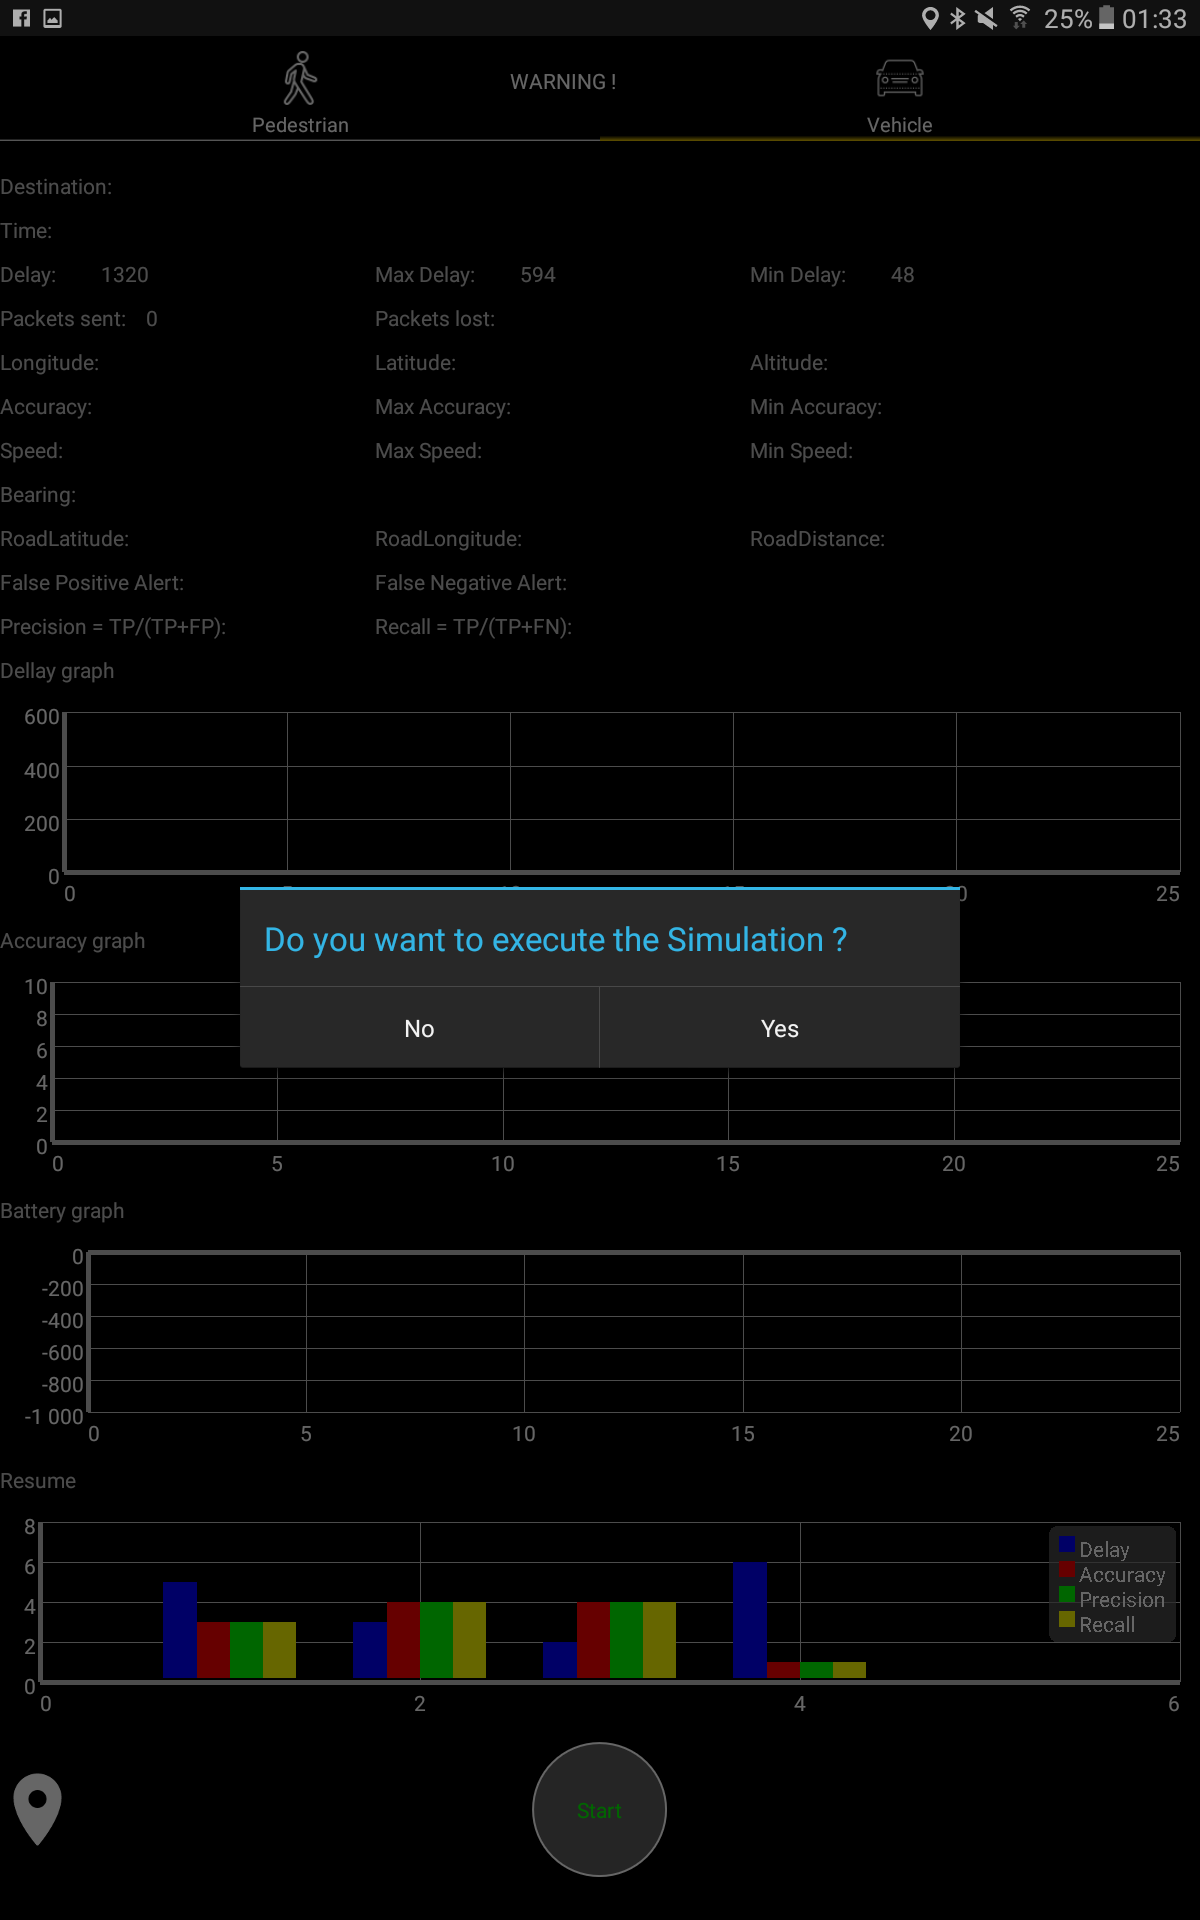 25% 01:33
WARNING !
Pedestrian Vehicle
Destination:
Time:
Delay: 1320 Max Delay: 594 Min Delay: 48
Packets sent: 0 Packets lost:
Longitude: Latitude: Altitude:
Accuracy: Max Accuracy: Min Accuracy:
Speed: Max Speed: Min Speed:
Bearing:
RoadLatitude: RoadLongitude: RoadDistance:
False Positive Alert: False Negative Alert:
Precision = TP/(TP+FP): Recall = TP/(TP+FN):
Dellay graph
600
400
200
0
0 25
Do you want to execute the Simulation ?
No Yes
Accuracy graph
10
8
6
4
2
0
0 5 10 15 20 25
Battery graph
0
-200
-400
-600
-800
-1 000
0 5 10 15 20 25
Resume
8
6
4
2
0
0 2 4 6
Delay
Accuracy
Precision
Recall
Start